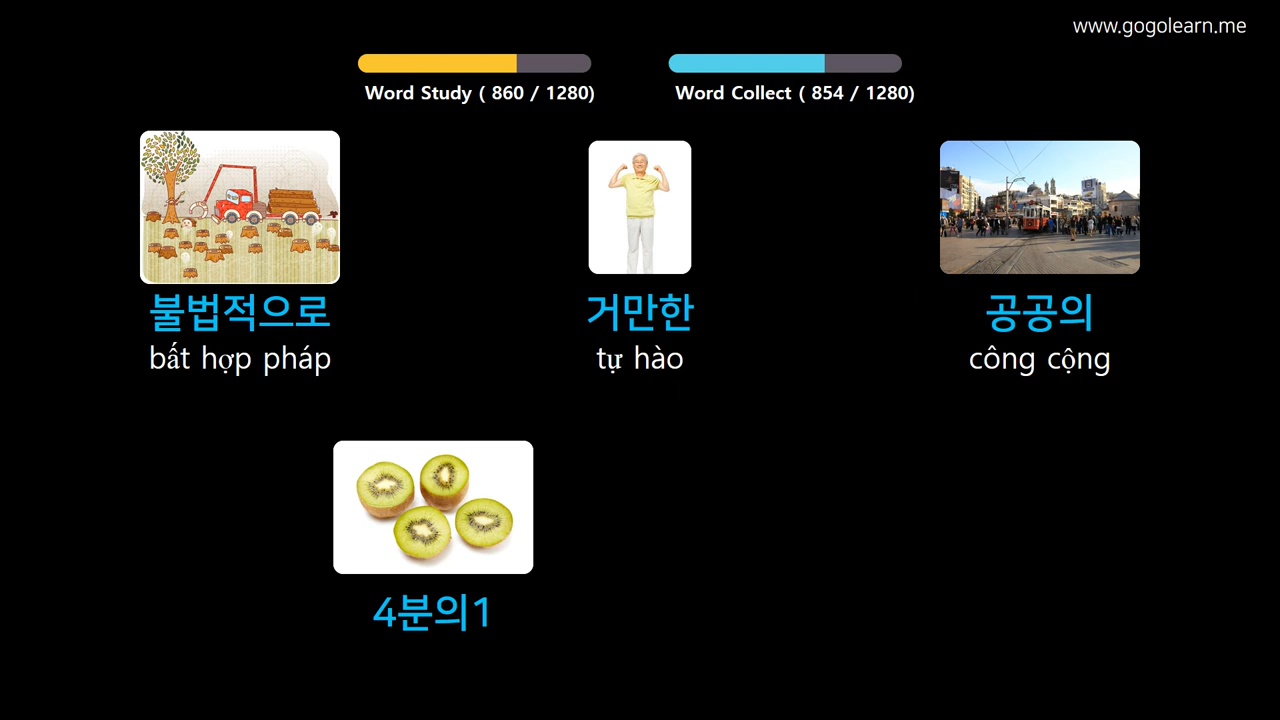 www.gogolearn.me
Word Study ( 860 / 1280)
Word Collect ( 854 / 1280)
불법적으로
거만한
공공의
bất hợp pháp
tự hào
công cộng
4분의1